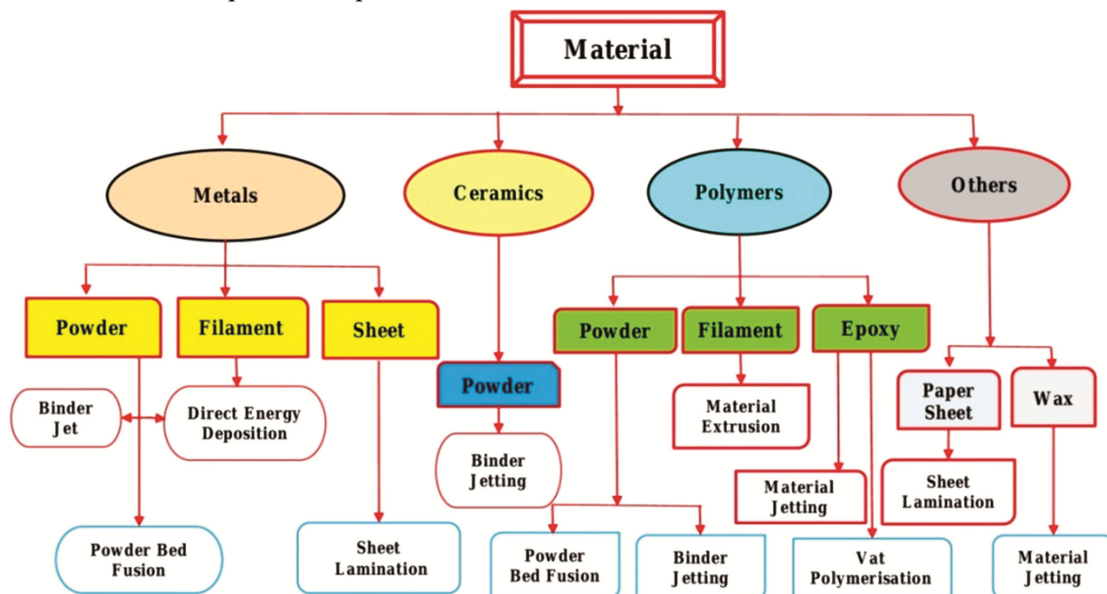 Material
Metals
Ceramics
Polymers
Others
Powder
Filament
Sheet
Powder
Filament
Epoxy
Powder
Paper
Sheet
Wax
Binder
Jet
Direct Energy
Deposition
Material
Extrusion
Binder
Jetting
Material
Jetting
Sheet
Lamination
Powder Bed
Fusion
Sheet
Lamination
Powder
Bed Fusion
Binder
Jetting
Vat
Polymerisation
Material
Jetting